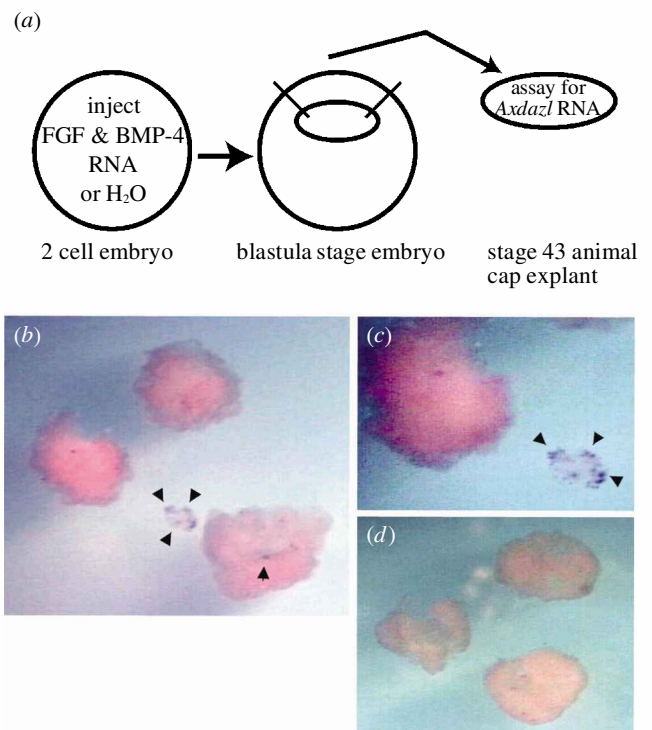 (a)
inject
FGF & BMP-4
RNA
or H₂O
assay for
Axdazl RNA
2 cell embryo
blastula stage embryo
stage 43 animal
cap explant
(b)
(c)
(d)